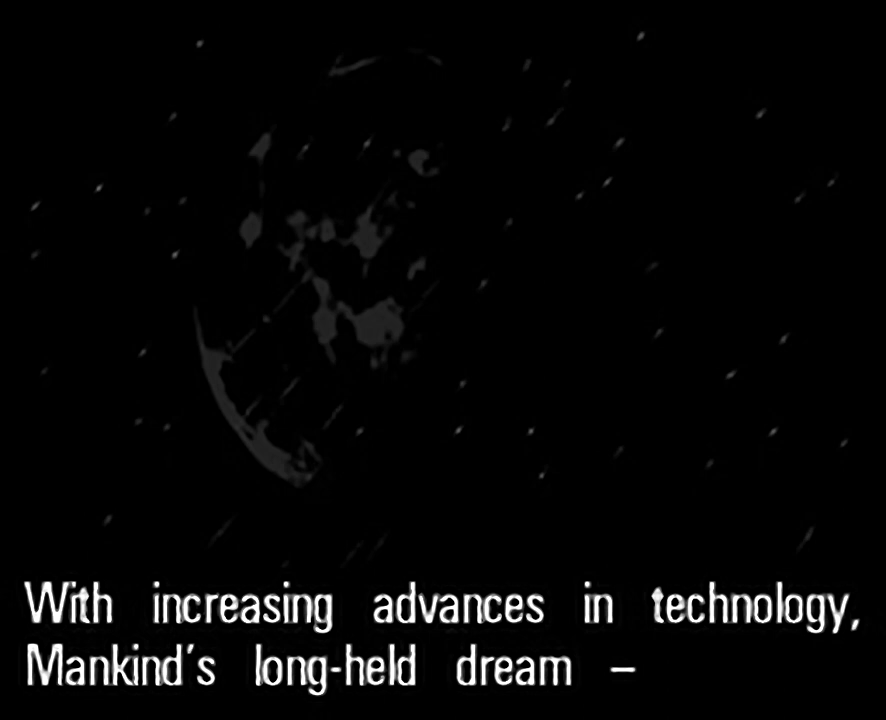 With increasing advances in technology,
Mankind's long-held dream –